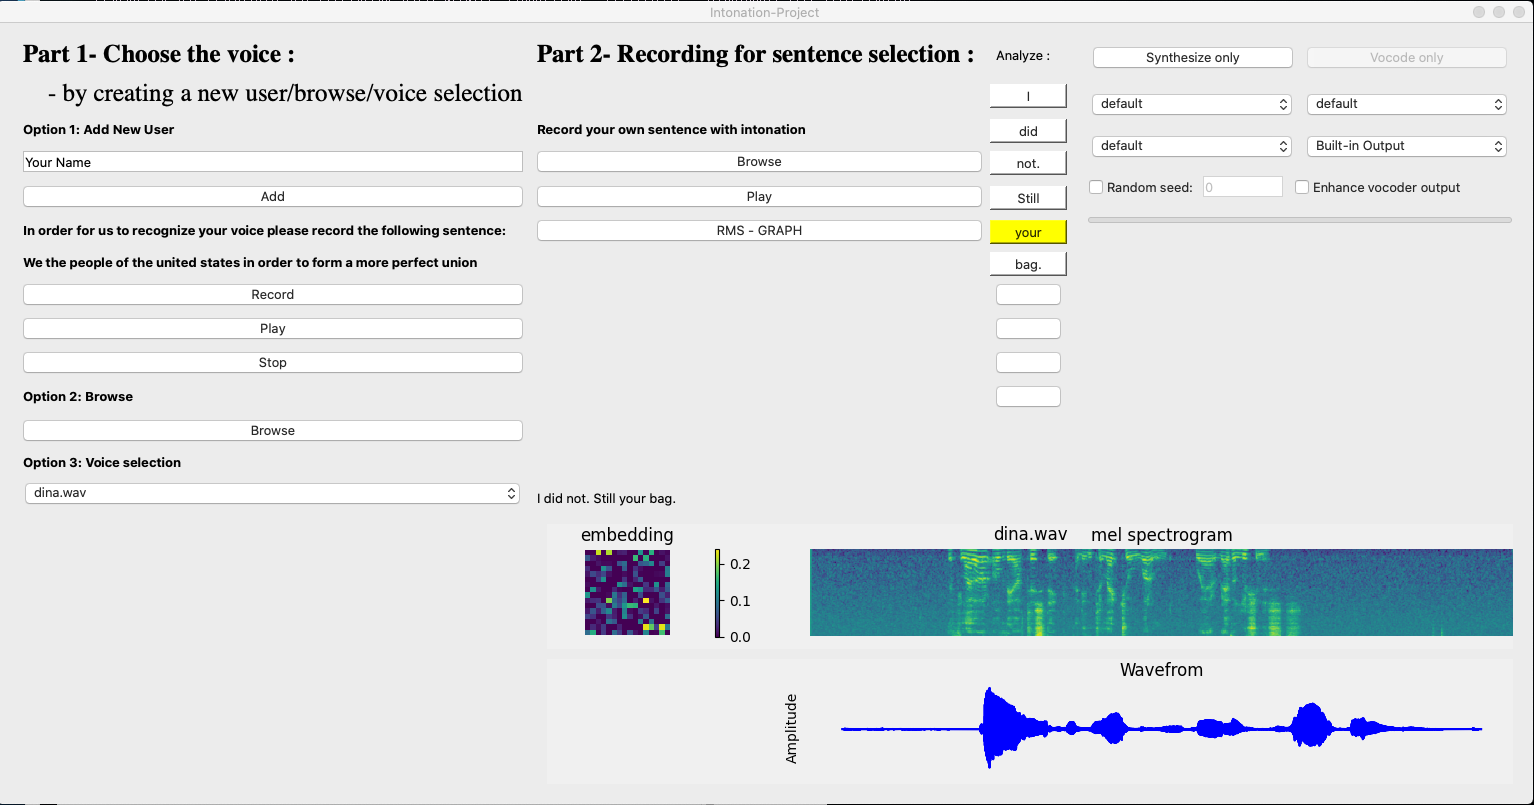 Intonation-Project
Part 1- Choose the voice :
- by creating a new user/browse/voice selection
Option 1: Add New User
Your Name
Add
In order for us to recognize your voice please record the following sentence:
We the people of the united states in order to form a more perfect union
Record
Play
Stop
Option 2: Browse
Browse
Option 3: Voice selection
dina.wav
Part 2- Recording for sentence selection :
Record your own sentence with intonation
Browse
Play
RMS - GRAPH
Analyze :
I
did
not.
Still
your
bag.
Synthesize only
Vocode only
default
default
default
Built-in Output
Random seed:
0
Enhance vocoder output
I did not. Still your bag.
embedding
0.2
0.1
0.0
dina.wav
mel spectrogram
Wavefrom
Amplitude